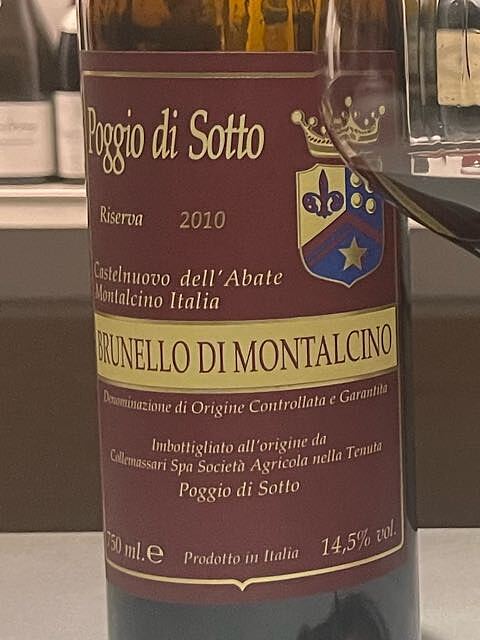 Poggio di Sotto
Riserva 2010
Castelnuovo dell'Abate
Montalcino Italia
BRUNELLO DI MONTALCINO
Denominazione di Origine Controllata e Garantita
Imbottigliato all'origine da
Collemassari Spa Società Agricola nella Tenuta
Poggio di Sotto
750 ml.e Prodotto in Italia 14,5% vol.